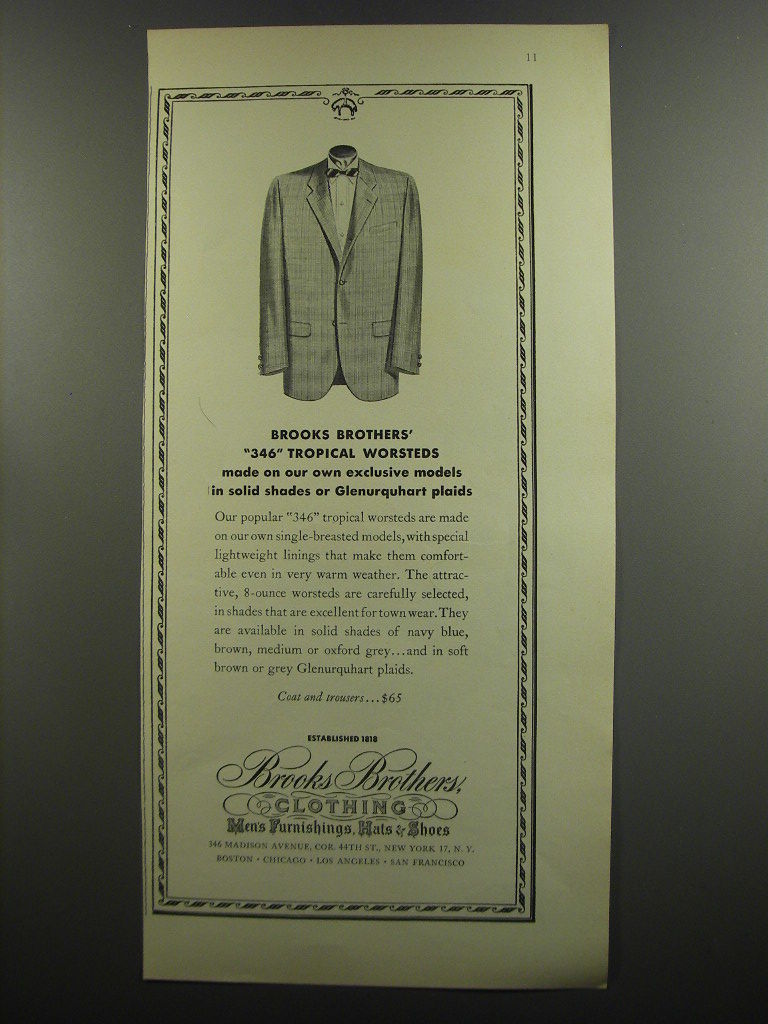 11
BROOKS BROTHERS'
"346" TROPICAL WORSTEDS
made on our own exclusive models
in solid shades or Glenurquhart plaids
Our popular "346" tropical worsteds are made
on our own single-breasted models, with special
lightweight linings that make them comfort-
able even in very warm weather. The attrac-
tive, 8-ounce worsteds are carefully selected,
in shades that are excellent for town wear. They
are available in solid shades of navy blue,
brown, medium or oxford grey...and in soft
brown or grey Glenurquhart plaids.
Coat and trousers...$65
ESTABLISHED 1818
Brooks Brothers,
CLOTHING
Men's Furnishings, Hats & Shoes
346 MADISON AVENUE, COR. 44TH ST., NEW YORK 17, N. Y.
BOSTON • CHICAGO • LOS ANGELES • SAN FRANCISCO